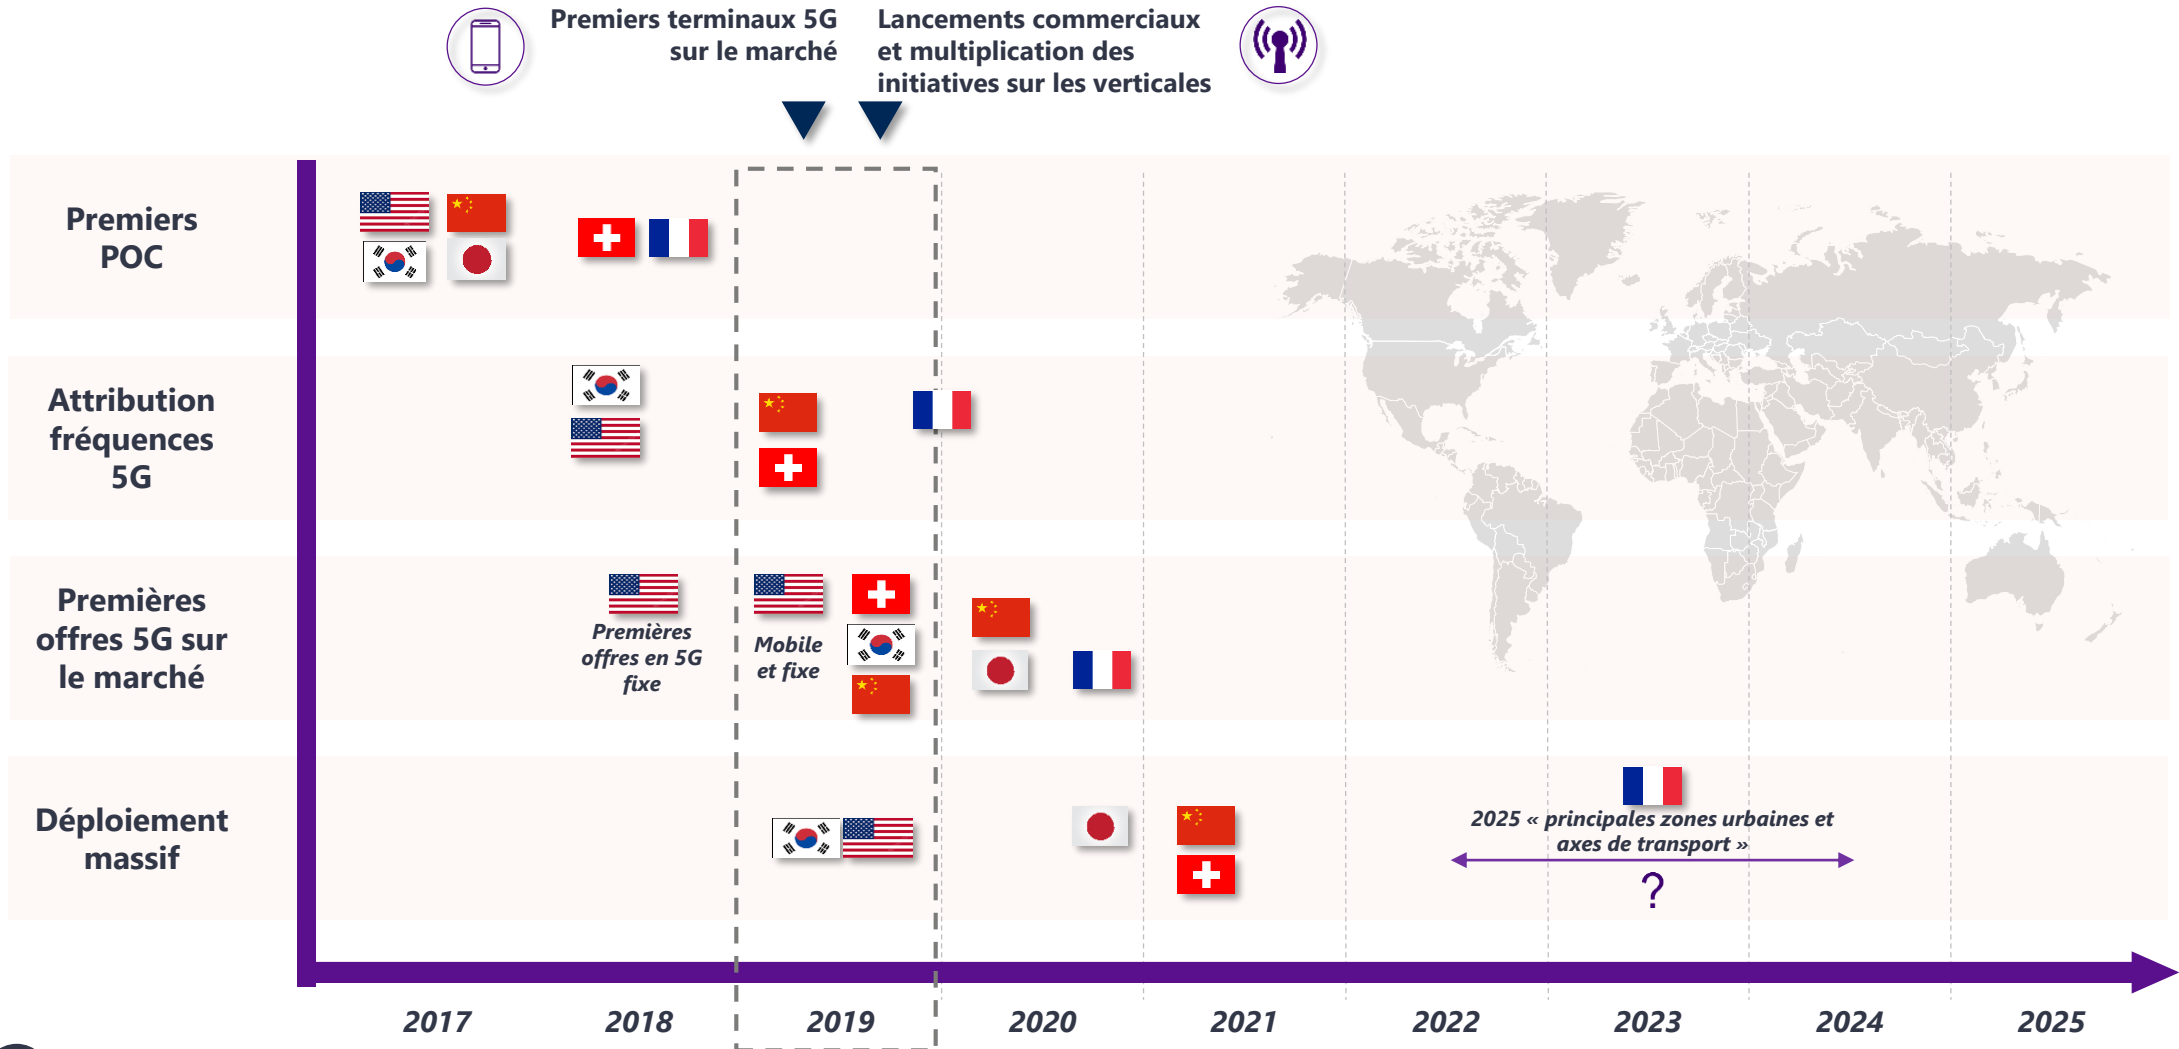 Premiers terminaux 5G
sur le marché
Lancements commerciaux
et multiplication des
initiatives sur les verticales
Premiers
POC
Attribution
fréquences
5G
Premières
offres 5G sur
le marché
Premières
offres en 5G
fixe
Mobile
et fixe
Déploiement
massif
2025 « principales zones urbaines et
axes de transport »
?
2017 2018 2019 2020 2021 2022 2023 2024 2025